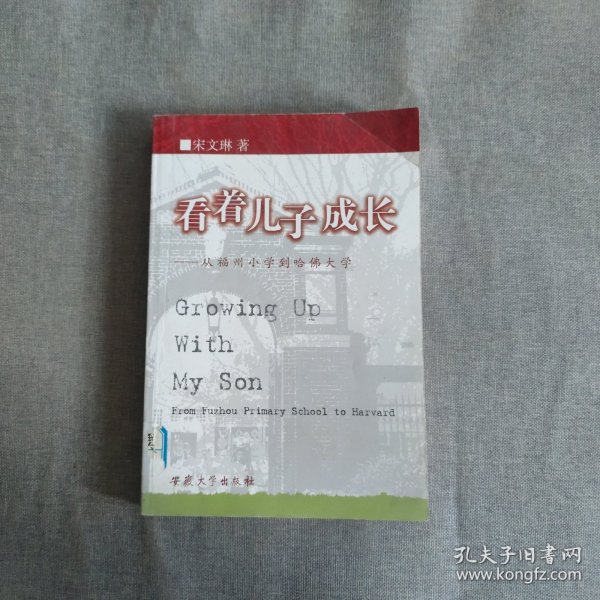 ■宋文琳 著
看着儿子成长
——从福州小学到哈佛大学
Growing Up
With
My Son
From Fuzhou Primary School to Harvard
安徽大学出版社
孔夫子旧书网
www.kongfz.com